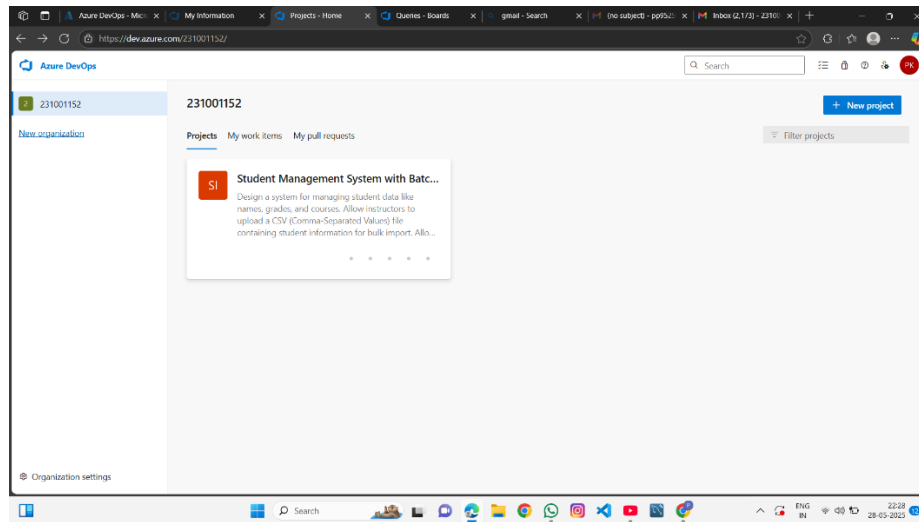 Azure DevOps - Mic
My Information
Projects - Home
Queries - Boards
gmail - Search
(no subject) - pp952
Inbox (2,173) - 2310
https://dev.azure.com/231001152/
Azure DevOps
Search
PK
2 231001152
New organization
231001152
+ New project
Projects My work items My pull requests
Filter projects
SI
Student Management System with Batc...
Design a system for managing student data like
names, grades, and courses. Allow instructors to
upload a CSV (Comma-Separated Values) file
containing student information for bulk import. Allo...
Organization settings
Search
ENG
IN
22:28
28-05-2025